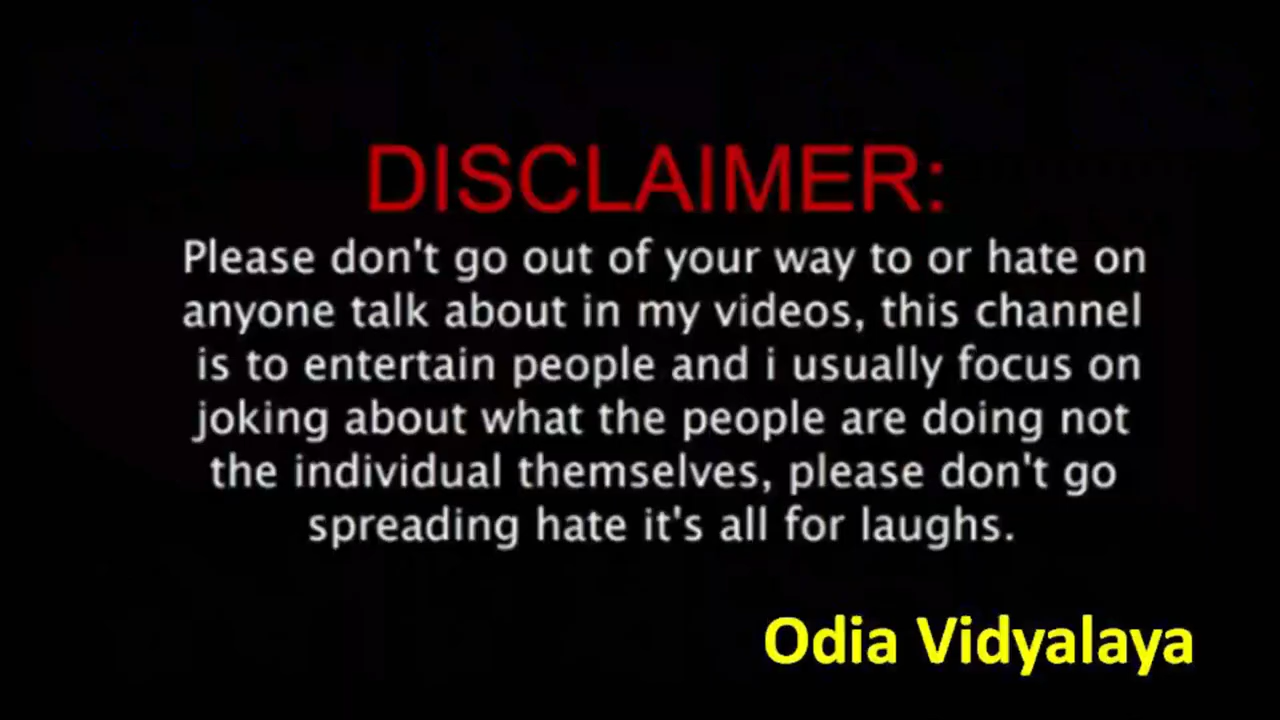 DISCLAIMER:
Please don't go out of your way to or hate on
anyone talk about in my videos, this channel
is to entertain people and i usually focus on
joking about what the people are doing not
the individual themselves, please don't go
spreading hate it's all for laughs.
Odia Vidyalaya